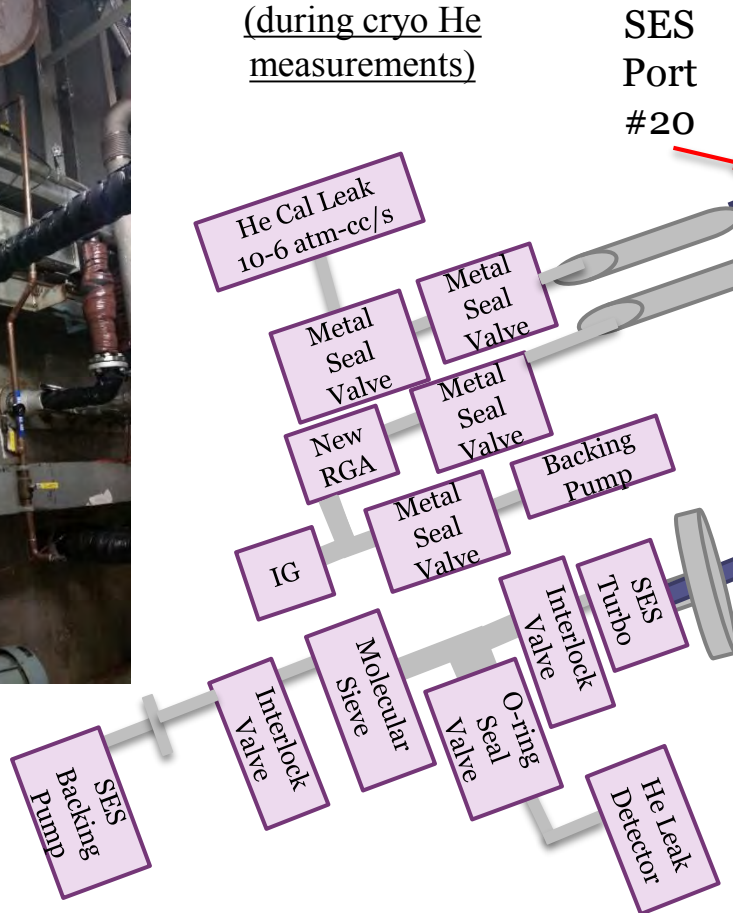 (during cryo He
measurements)
SES
Port
#20
He Cal Leak
10-6 atm-cc/s
Metal
Seal
Valve
Metal
Seal
Valve
Metal
Seal
Valve
New
RGA
Backing
Pump
Metal
Seal
Valve
IG
SES
Turbo
Interlock
Valve
Molecular
Sieve
O-ring
Seal
Valve
Interlock
Valve
SES
Backing
Pump
He Leak
Detector